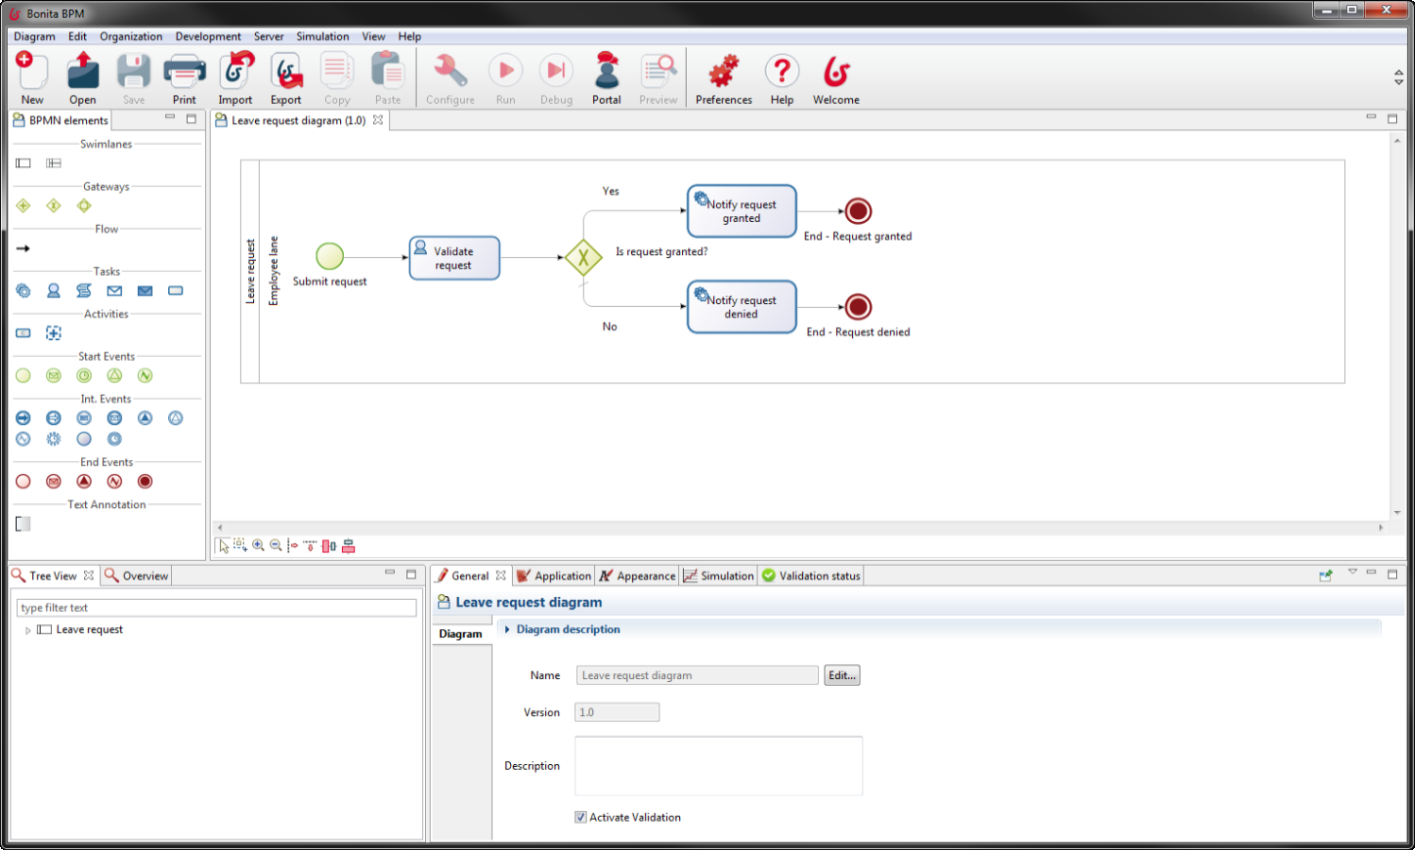 Bonita BPM
Diagram Edit Organization Development Server Simulation View Help
New Open Save Print Import Export Copy Paste Configure Run Debug Portal Preview Preferences Help Welcome
BPMN elements
Swimlanes
Gateways
Flow
Tasks
Activities
Start Events
Int. Events
End Events
Text Annotation
Leave request diagram (1.0)
Leave request
Employee lane
Submit request
Validate
request
Is request granted?
Yes
No
Notify request
granted
End - Request granted
Notify request
denied
End - Request denied
Tree View Overview
type filter text
Leave request
General Application Appearance Simulation Validation status
Leave request diagram
Diagram
Diagram description
Name Leave request diagram Edit...
Version 1.0
Description
Activate Validation